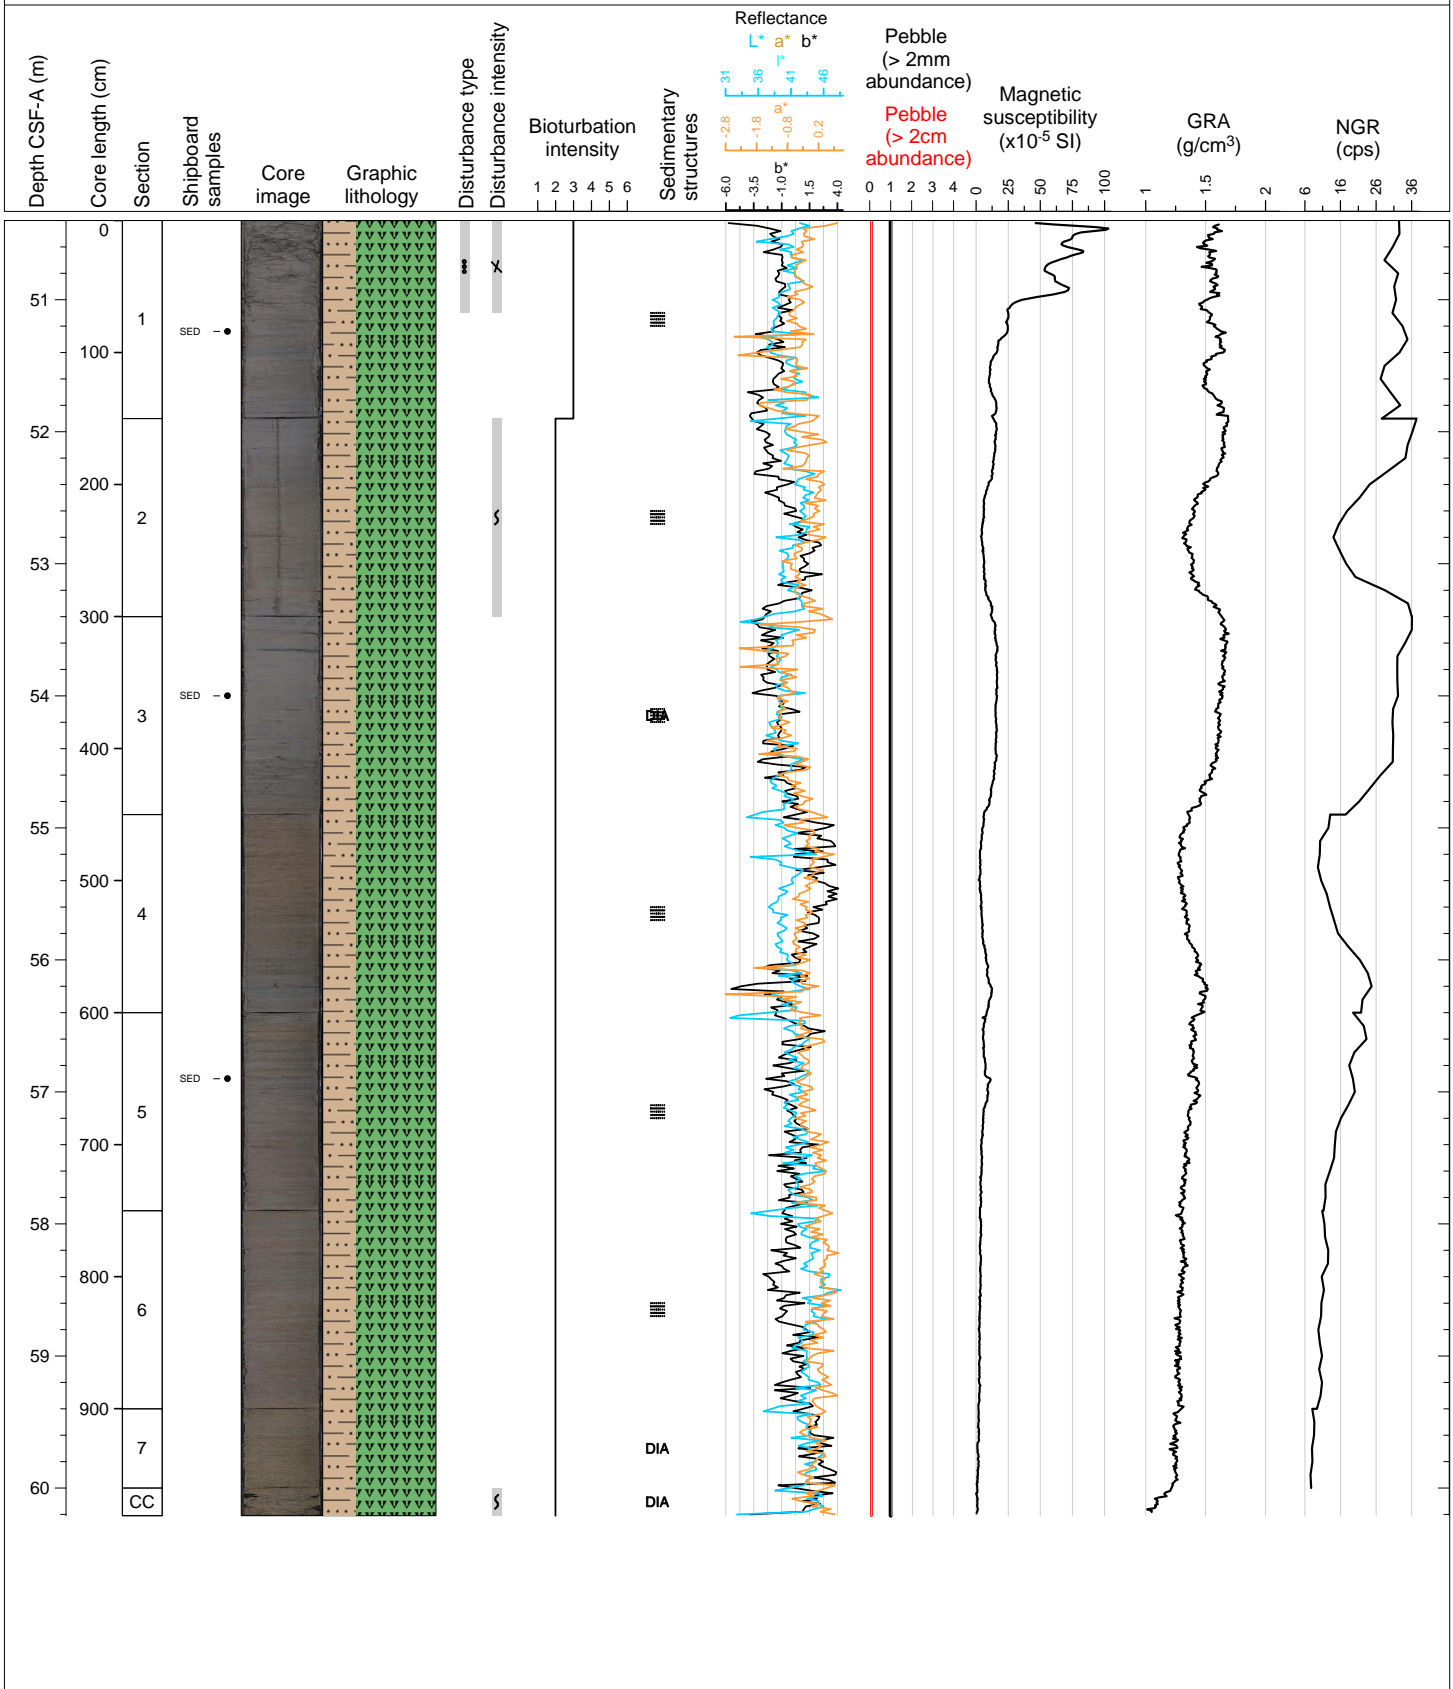 Depth CSF-A (m)
Core length (cm)
Section
Shipboard
samples
Core
image
Graphic
lithology
Disturbance type
Disturbance intensity
Bioturbation
intensity
1 2 3 4 5 6
Sedimentary
structures
Reflectance
L* a* b*
31 36 41 46
a*
-2.8 -1.8 -0.8 0.2
b*
-6.0 -3.5 -1.0 1.5 4.0
Pebble
(> 2mm
abundance)
Pebble
(> 2cm
abundance)
0 1 2 3 4
Magnetic
susceptibility
(x10-5 SI)
0 25 50 75 100
GRA
(g/cm3)
1 1.5 2
NGR
(cps)
6 16 26 36
0
51
1
SED
100
52
200
2
53
300
SED
54
3
DIA
400
55
500
4
56
600
SED
57
5
700
58
800
6
59
900
7
DIA
60
CC
DIA